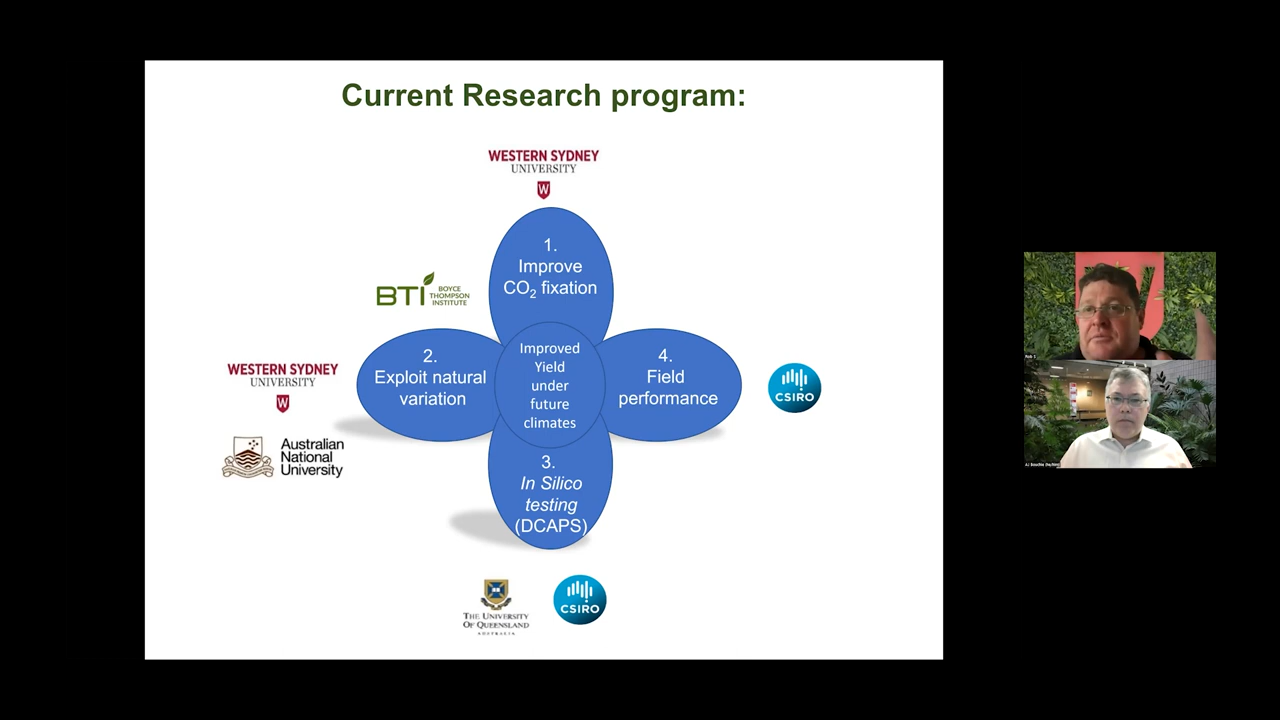 Current Research program:
WESTERN SYDNEY
UNIVERSITY
W
1.
Improve
CO₂ fixation
BTI BOYCE
THOMPSON
INSTITUTE
2.
Exploit natural
variation
Improved
Yield
under
future
climates
4.
Field
performance
WESTERN SYDNEY
UNIVERSITY
W
CSIRO
Australian
National
University
3.
In Silico
testing
(DCAPS)
THE UNIVERSITY
OF QUEENSLAND
AUSTRALIA
CSIRO